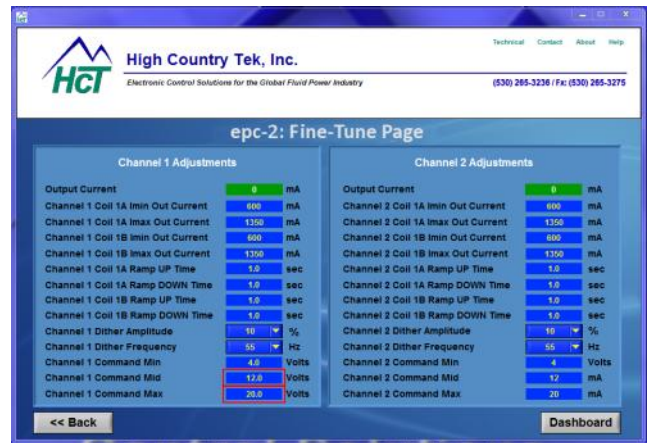 Technical Contact About Help
HCT
High Country Tek, Inc.
Electronic Control Solutions for the Global Fluid Power Industry
(530) 265-3236 / Fx: (530) 265-3275
epc-2: Fine-Tune Page
Channel 1 Adjustments
Output Current 0 mA
Channel 1 Coil 1A Imin Out Current 600 mA
Channel 1 Coil 1A Imax Out Current 1350 mA
Channel 1 Coil 1B Imin Out Current 600 mA
Channel 1 Coil 1B Imax Out Current 1350 mA
Channel 1 Coil 1A Ramp UP Time 1.0 sec
Channel 1 Coil 1A Ramp DOWN Time 1.0 sec
Channel 1 Coil 1B Ramp UP Time 1.0 sec
Channel 1 Coil 1B Ramp DOWN Time 1.0 sec
Channel 1 Dither Amplitude 10 %
Channel 1 Dither Frequency 55 Hz
Channel 1 Command Min 4.0 Volts
Channel 1 Command Mid 12.0 Volts
Channel 1 Command Max 20.0 Volts
Channel 2 Adjustments
Output Current 0 mA
Channel 2 Coil 1A Imin Out Current 600 mA
Channel 2 Coil 1A Imax Out Current 1350 mA
Channel 2 Coil 1B Imin Out Current 600 mA
Channel 2 Coil 1B Imax Out Current 1350 mA
Channel 2 Coil 1A Ramp UP Time 1.0 sec
Channel 2 Coil 1A Ramp DOWN Time 1.0 sec
Channel 2 Coil 1B Ramp UP Time 1.0 sec
Channel 2 Coil 1B Ramp DOWN Time 1.0 sec
Channel 2 Dither Amplitude 10 %
Channel 2 Dither Frequency 55 Hz
Channel 2 Command Min 4 Volts
Channel 2 Command Mid 12 mA
Channel 2 Command Max 20 mA
<< Back
Dashboard